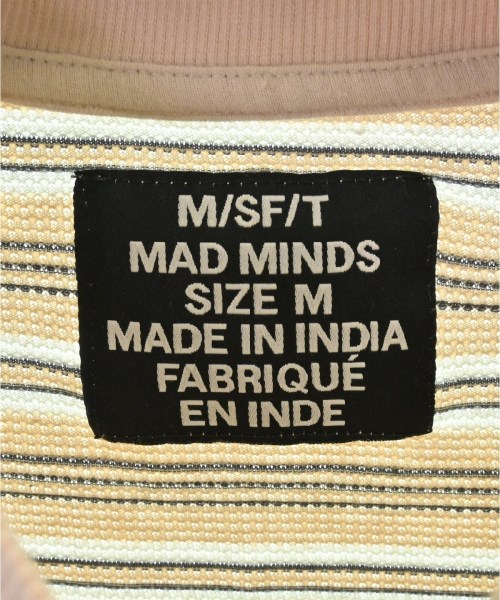 M/SF/T
MAD MINDS
SIZE M
MADE IN INDIA
FABRIQUÉ
EN INDE